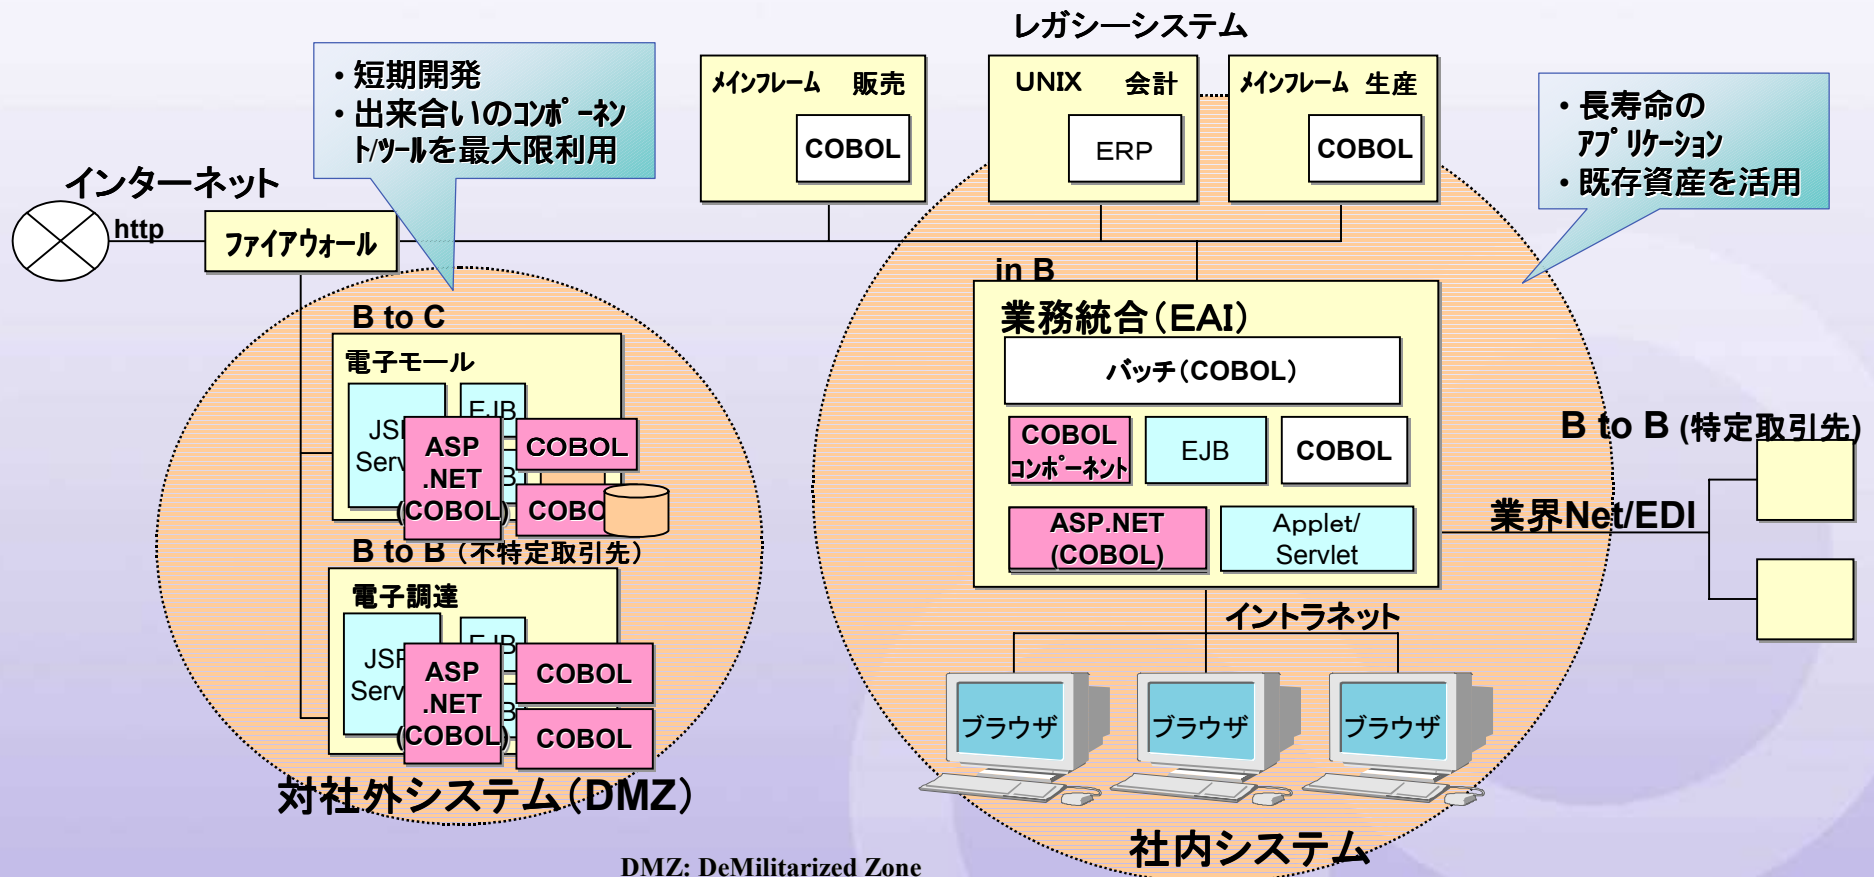 レガシーシステム
・短期開発
・出来合いのｺﾝﾎﾟｰﾈﾝ
ﾄ/ﾂｰﾙを最大限利用
ﾒｲﾝﾌﾚｰﾑ 販売
COBOL
UNIX 会計
ERP
ﾒｲﾝﾌﾚｰﾑ 生産
COBOL
・長寿命の
ｱﾌﾟﾘｹｰｼｮﾝ
・既存資産を活用
インターネット
http
ﾌｧｲｱｳｫｰﾙ
B to C
電子モール
EJB
ASP
.NET
(COBOL)
COBOL
B to B（不特定取引先）
電子調達
EJB
ASP
.NET
(COBOL)
COBOL
COBOL
対社外システム（DMZ）
in B
業務統合（EAI）
バッチ（COBOL）
COBOL
ｺﾝﾎﾟｰﾈﾝﾄ
EJB
COBOL
ASP.NET
(COBOL)
Applet/
Servlet
イントラネット
ブラウザ
ブラウザ
ブラウザ
社内システム
B to B (特定取引先)
業界Net/EDI
DMZ: DeMilitarized Zone